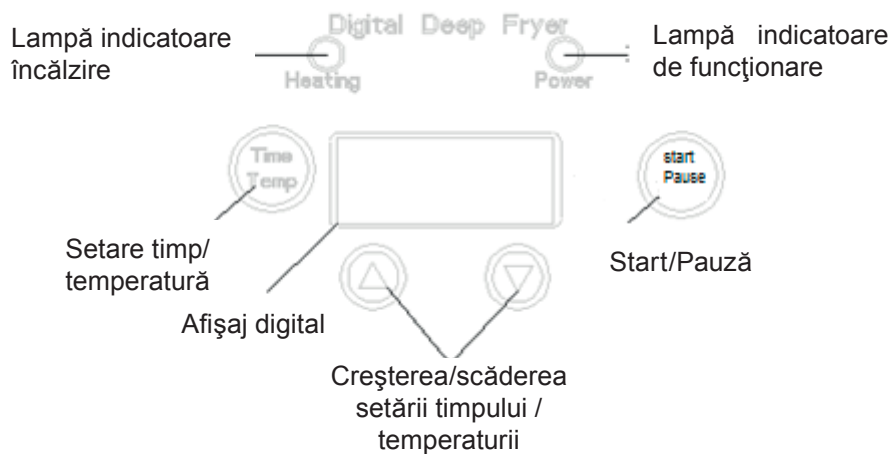 Digital Deep Fryer
Lampă indicatoare
încălzire
Heating
Power
Lampă indicatoare
de funcţionare
Time
Temp
start
Pause
Setare timp/
temperatură
Start/Pauză
Afişaj digital
Creşterea/scăderea
setării timpului /
temperaturii